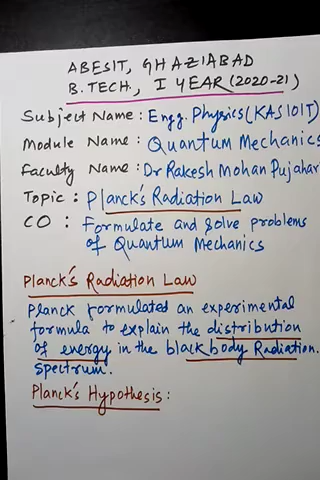 ABESIT, GHAZIABAD
B.TECH., I YEAR (2020-21)
Subject Name: Engg. Physics (KAS101T)
Module Name: Quantum Mechanics
Faculty Name: Dr Rakesh Mohan Pujahari
Topic: Planck's Radiation Law
CO: Formulate and solve problems
of Quantum Mechanics
Planck's Radiation Law
Planck formulated an experimental
formula to explain the distribution
of energy in the blackbody Radiation.
Spectrum.
Planck's Hypothesis: